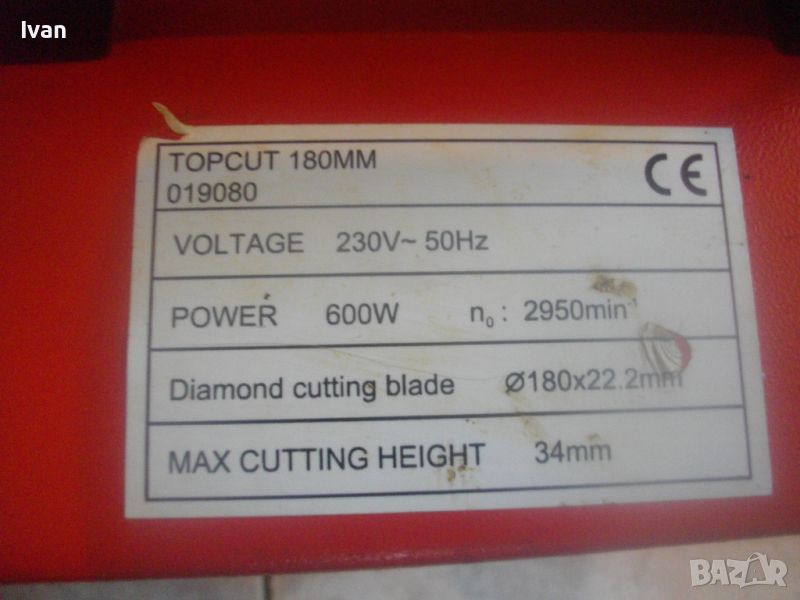 Ivan
TOPCUT 180MM
019080
CE
VOLTAGE 230V~ 50Hz
POWER 600W n₀ : 2950min⁻¹
Diamond cutting blade Ø180x22.2mm
MAX CUTTING HEIGHT 34mm
BAZAR